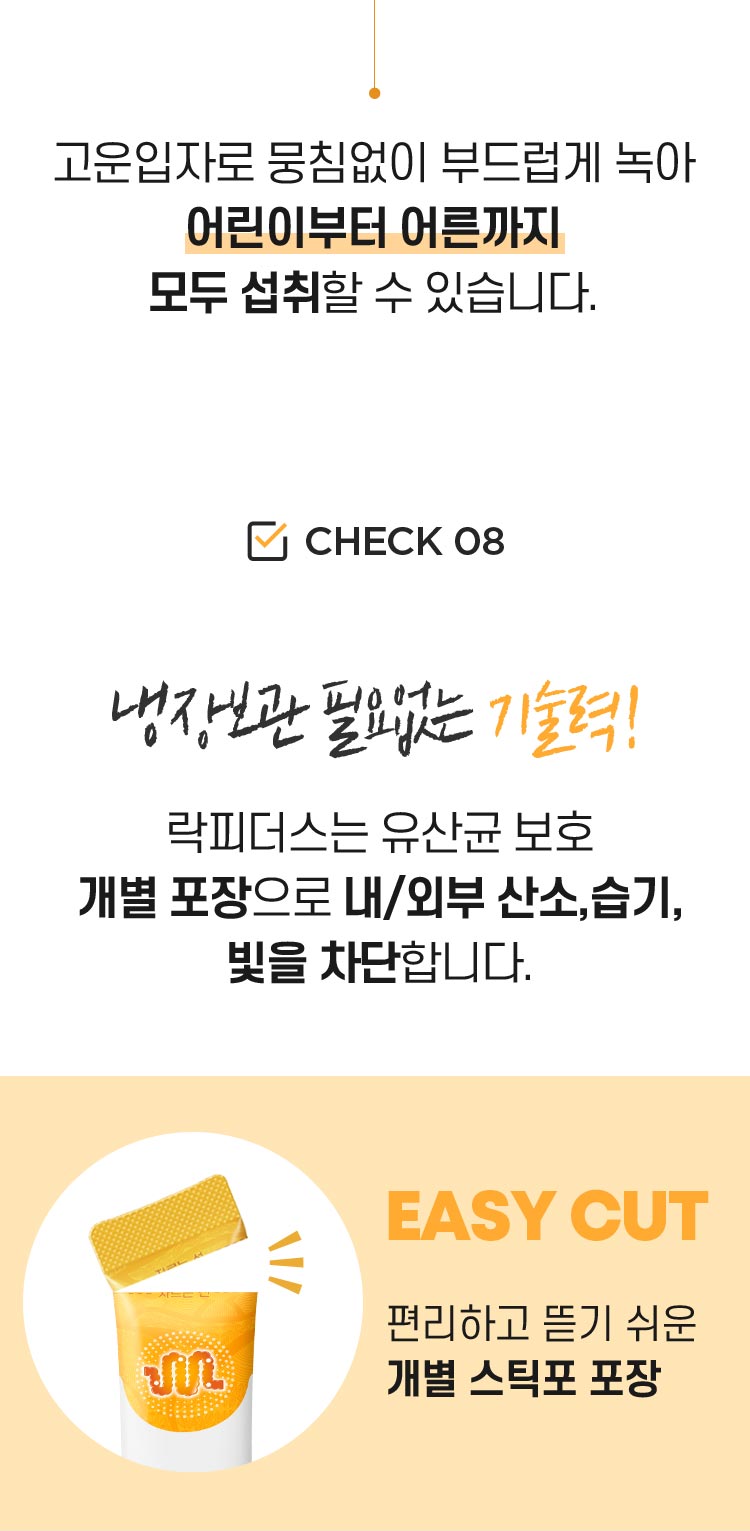 고운입자로 뭉침없이 부드럽게 녹아
어린이부터 어른까지
모두 섭취할 수 있습니다.
CHECK 08
냉장보관 필요없는 기술력!
락피더스는 유산균 보호
개별 포장으로 내/외부 산소,습기,
빛을 차단합니다.
EASY CUT
편리하고 뜯기 쉬운
개별 스틱포 포장